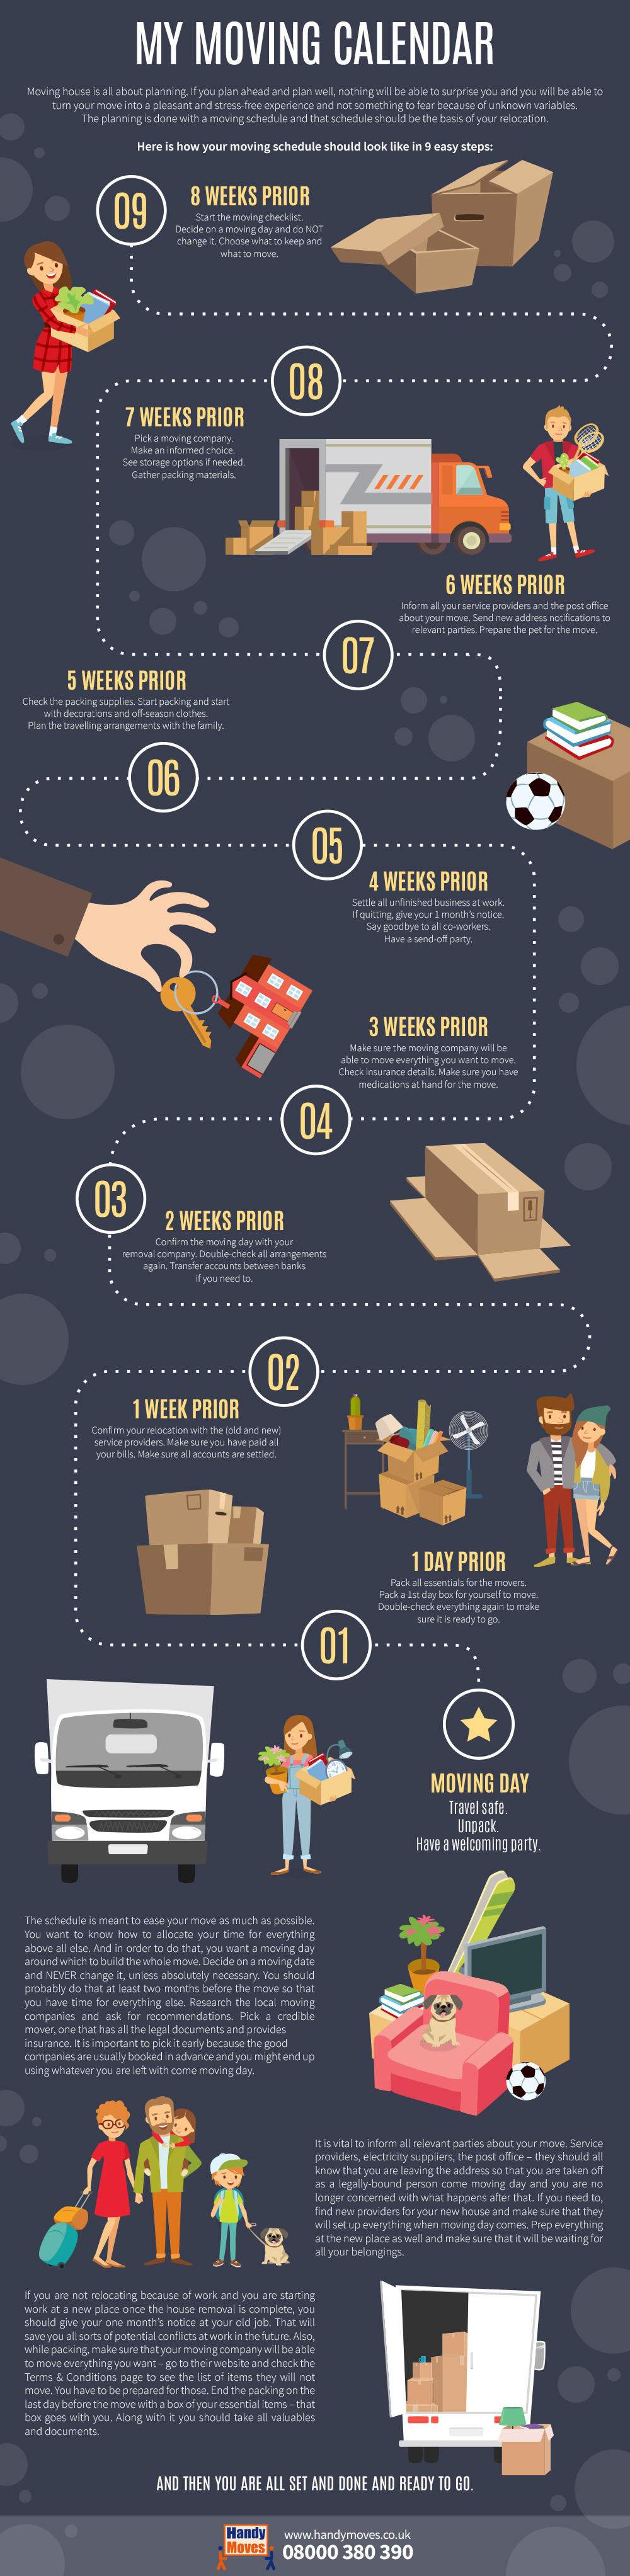 MY MOVING CALENDAR
Moving house is all about planning. If you plan ahead and plan well, nothing will be able to surprise you and you will be able to
turn your move into a pleasant and stress-free experience and not something to fear because of unknown variables.
The planning is done with a moving schedule and that schedule should be the basis of your relocation.
Here is how your moving schedule should look like in 9 easy steps:
09
8 WEEKS PRIOR
Start the moving checklist.
Decide on a moving day and do NOT
change it. Choose what to keep and
what to move.
08
7 WEEKS PRIOR
Pick a moving company.
Make an informed choice.
See storage options if needed.
Gather packing materials.
6 WEEKS PRIOR
Inform all your service providers and the post office
about your move. Send new address notifications to
relevant parties. Prepare the pet for the move.
07
5 WEEKS PRIOR
Check the packing supplies. Start packing and start
with decorations and off-season clothes.
Plan the travelling arrangements with the family.
06
05
4 WEEKS PRIOR
Settle all unfinished business at work.
If quitting, give your 1 month's notice.
Say goodbye to all co-workers.
Have a send-off party.
3 WEEKS PRIOR
Make sure the moving company will be
able to move everything you want to move.
Check insurance details. Make sure you have
medications at hand for the move.
04
03
2 WEEKS PRIOR
Confirm the moving day with your
removal company. Double-check all arrangements
again. Transfer accounts between banks
if you need to.
02
1 WEEK PRIOR
Confirm your relocation with the (old and new)
service providers. Make sure you have paid all
your bills. Make sure all accounts are settled.
1 DAY PRIOR
Pack all essentials for the movers.
Pack a 1st day box for yourself to move.
Double-check everything again to make
sure it is ready to go.
01
MOVING DAY
Travel safe.
Unpack.
Have a welcoming party.
The schedule is meant to ease your move as much as possible.
You want to know how to allocate your time for everything
above all else. And in order to do that, you want a moving day
around which to build the whole move. Decide on a moving date
and NEVER change it, unless absolutely necessary. You should
probably do that at least two months before the move so that
you have time for everything else. Research the local moving
companies and ask for recommendations. Pick a credible
mover, one that has all the legal documents and provides
insurance. It is important to pick it early because the good
companies are usually booked in advance and you might end up
using whatever you are left with come moving day.
It is vital to inform all relevant parties about your move. Service
providers, electricity suppliers, the post office – they should all
know that you are leaving the address so that you are taken off
as a legally-bound person come moving day and you are no
longer concerned with what happens after that. If you need to,
find new providers for your new house and make sure that they
will set up everything when moving day comes. Prep everything
at the new place as well and make sure that it will be waiting for
all your belongings.
If you are not relocating because of work and you are starting
work at a new place once the house removal is complete, you
should give your one month's notice at your old job. That will
save you all sorts of potential conflicts at work in the future. Also,
while packing, make sure that your moving company will be able
to move everything you want – go to their website and check the
Terms & Conditions page to see the list of items they will not
move. You have to be prepared for those. End the packing on the
last day before the move with a box of your essential items – that
box goes with you. Along with it you should take all valuables
and documents.
AND THEN YOU ARE ALL SET AND DONE AND READY TO GO.
Handy
Moves
www.handymoves.co.uk
08000 380 390